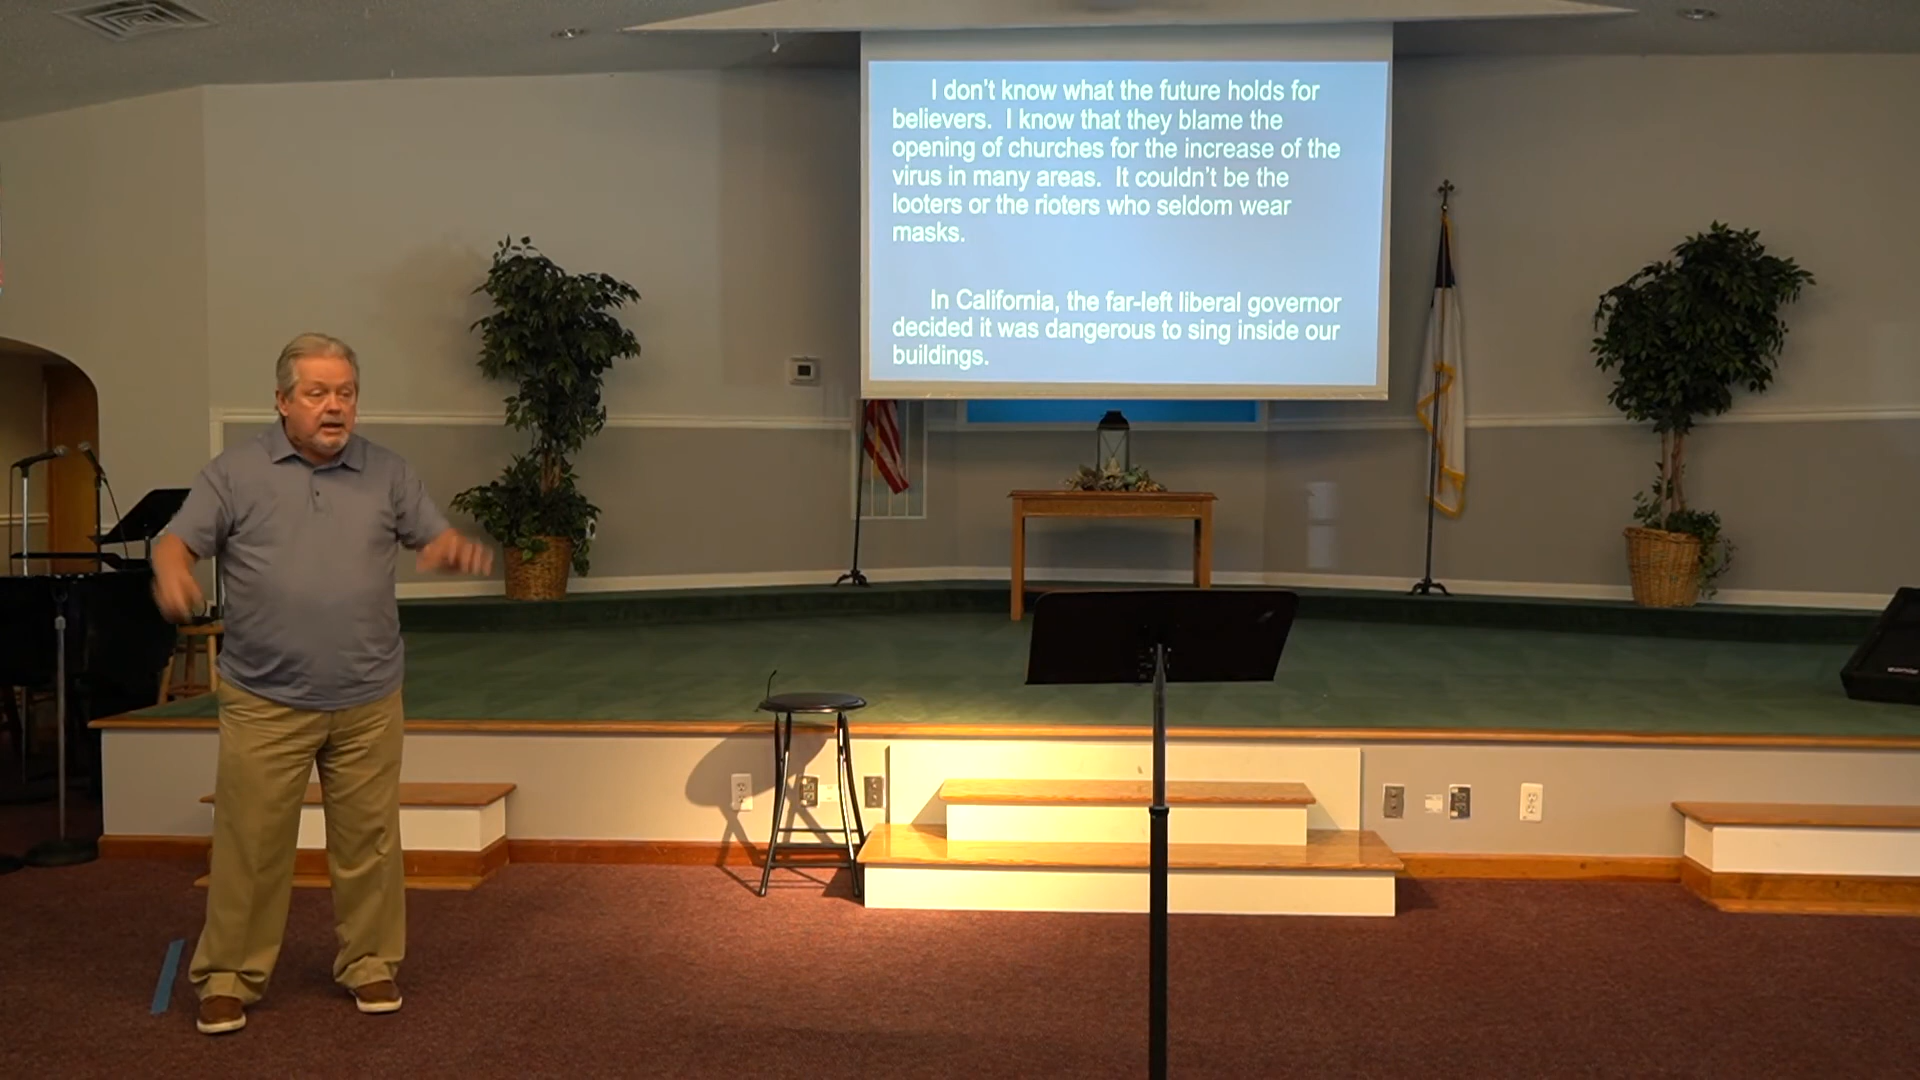 I don't know what the future holds for
believers. I know that they blame the
opening of churches for the increase of the
virus in many areas. It couldn't be the
looters or the rioters who seldom wear
masks.
In California, the far-left liberal governor
decided it was dangerous to sing inside our
buildings.